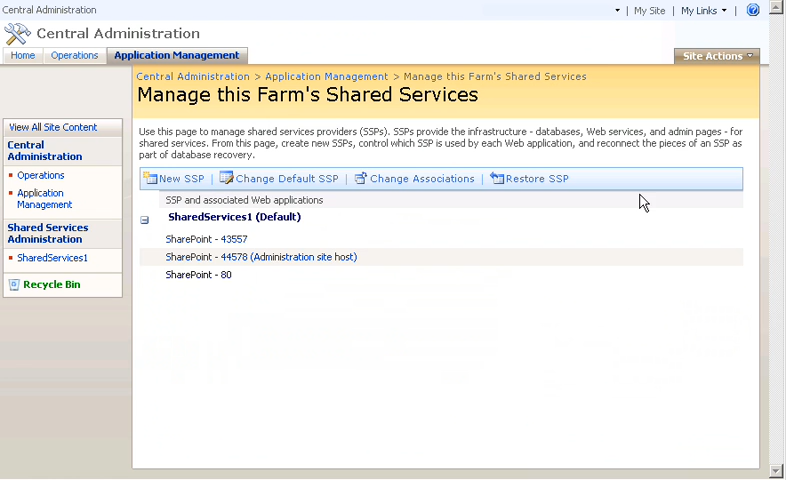 Central Administration
My Site
My Links
Central Administration
Home
Operations
Application Management
Site Actions
Central Administration > Application Management > Manage this Farm's Shared Services
Manage this Farm's Shared Services
View All Site Content
Central
Administration
Operations
Application
Management
Shared Services
Administration
SharedServices1
Recycle Bin
Use this page to manage shared services providers (SSPs). SSPs provide the infrastructure - databases, Web services, and admin pages - for
shared services. From this page, create new SSPs, control which SSP is used by each Web application, and reconnect the pieces of an SSP as
part of database recovery.
New SSP | Change Default SSP | Change Associations | Restore SSP
SSP and associated Web applications
SharedServices1 (Default)
SharePoint - 43557
SharePoint - 44578 (Administration site host)
SharePoint - 80